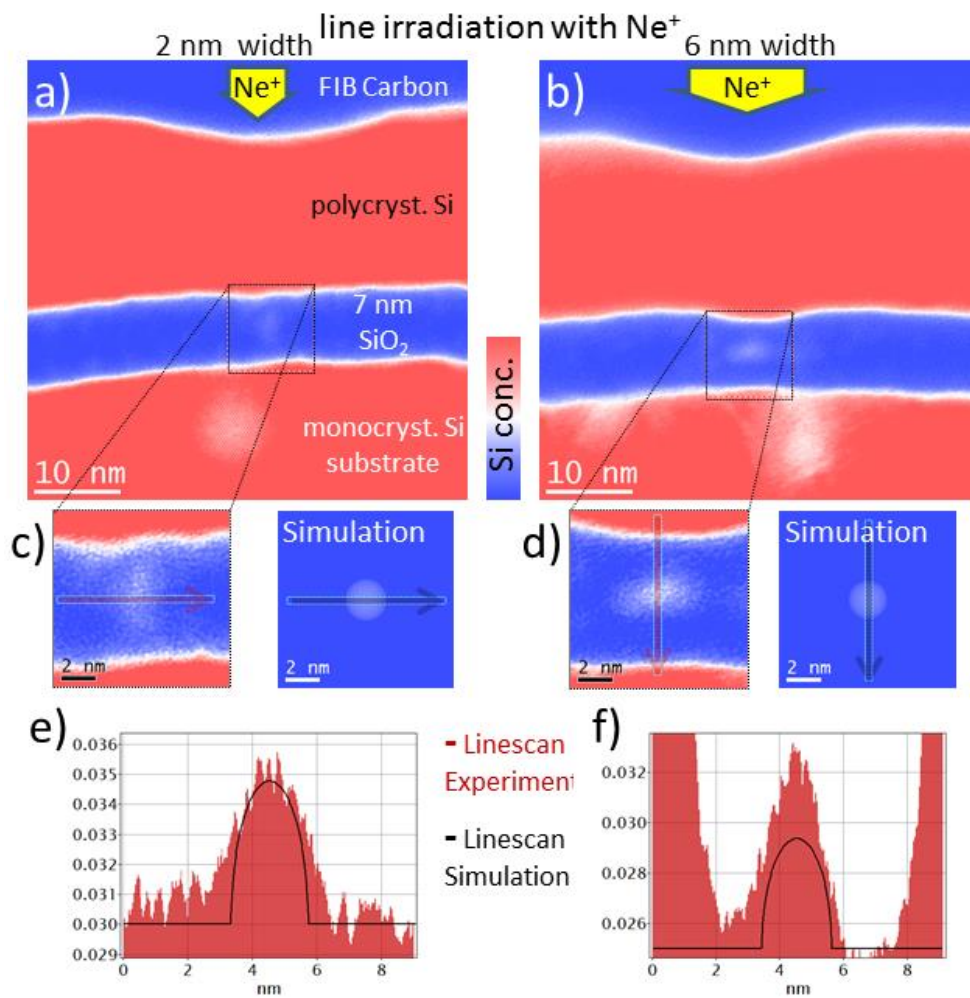 line irradiation with Ne⁺
2 nm width
6 nm width
a)
Ne⁺
FIB Carbon
polycryst. Si
7 nm
SiO₂
monocryst. Si
substrate
10 nm
Si conc.
b)
Ne⁺
10 nm
c)
2 nm
Simulation
2 nm
d)
2 nm
Simulation
2 nm
e)
0.036
0.035
0.034
0.033
0.032
0.031
0.030
0.029
0 2 4 6 8
nm
- Linescan
Experiment
- Linescan
Simulation
f)
0.032
0.030
0.028
0.026
0 2 4 6 8
nm